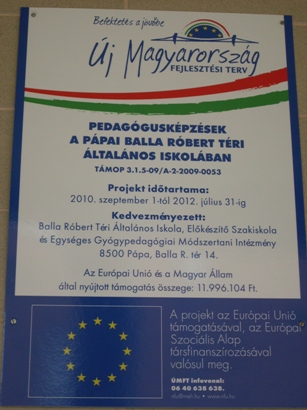 Befektetés a jövőbe
Új Magyarország
FEJLESZTÉSI TERV
PEDAGÓGUSKÉPZÉSEK
A PÁPAI BALLA RÓBERT TÉRI
ÁLTALÁNOS ISKOLÁBAN
TÁMOP 3.1.5-09/A-2-2009-0053
Projekt időtartama:
2010. szeptember 1-től 2012. július 31-ig
Kedvezményezett:
Balla Róbert Téri Általános Iskola, Előkészítő Szakiskola
és Egységes Gyógypedagógiai Módszertani Intézmény
8500 Pápa, Balla R. tér 14.
Az Európai Unió és a Magyar Állam
által nyújtott támogatás összege: 11.996.104 Ft.
A projekt az Európai Unió
támogatásával, az Európai
Szociális Alap
társfinanszírozásával
valósul meg.
ÚMFT infovonal:
06 40 638 638.